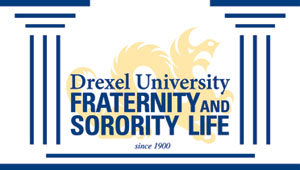 Drexel University
FRATERNITY AND
SORORITY LIFE
since 1900